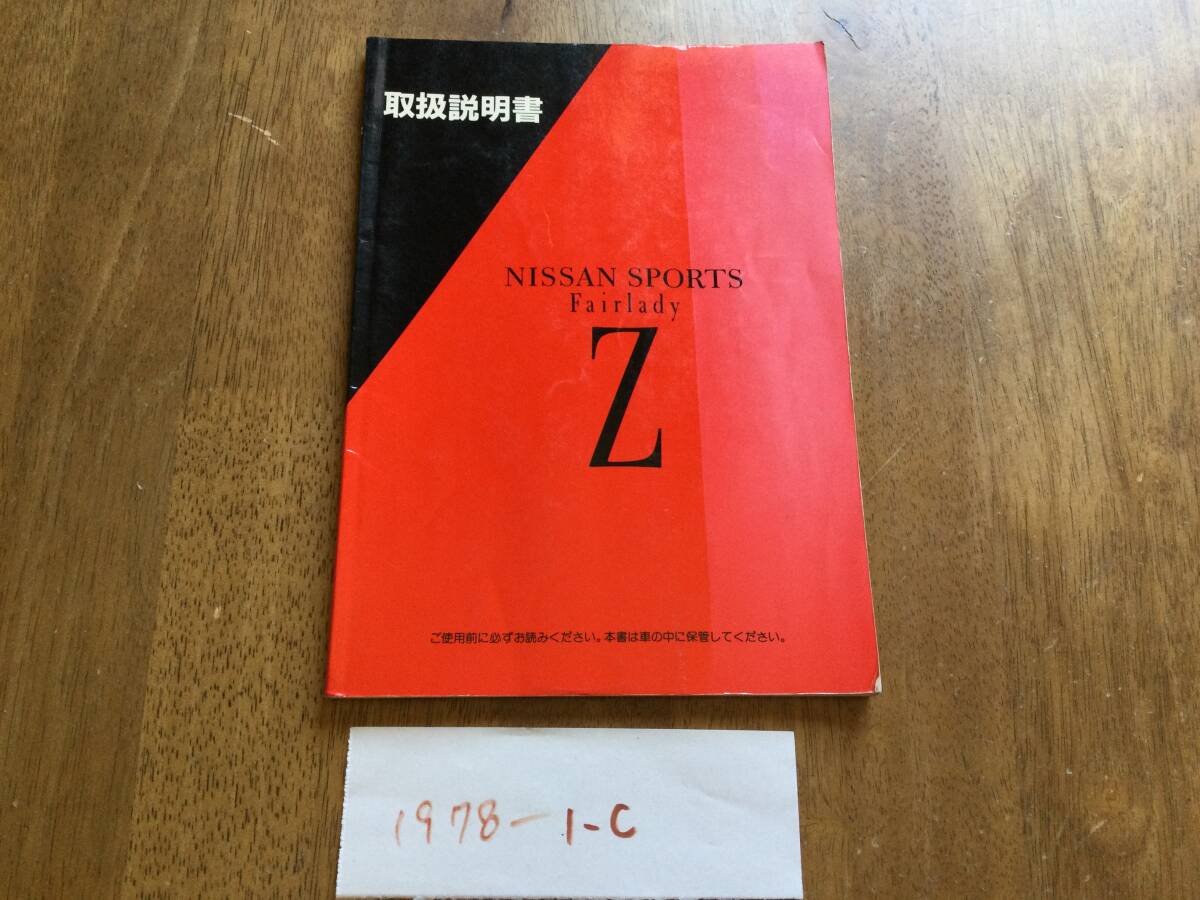 取扱説明書
NISSAN SPORTS
Fairlady
Z
ご使用前に必ずお読みください。本書は車の中に保管してください。
1978-1-C